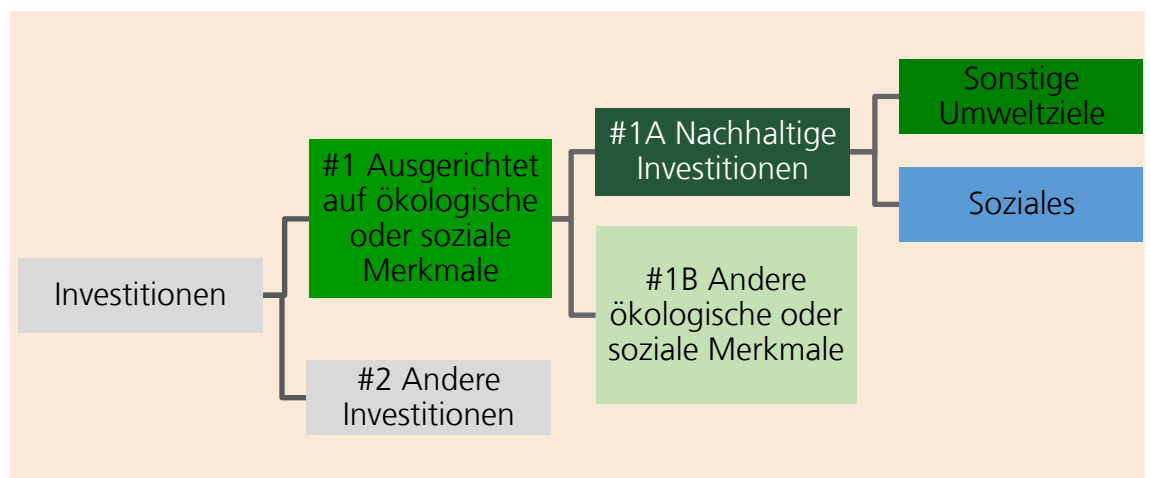 Investitionen
#1 Ausgerichtet
auf ökologische
oder soziale
Merkmale
#2 Andere
Investitionen
#1A Nachhaltige
Investitionen
#1B Andere
ökologische oder
soziale Merkmale
Sonstige
Umweltziele
Soziales